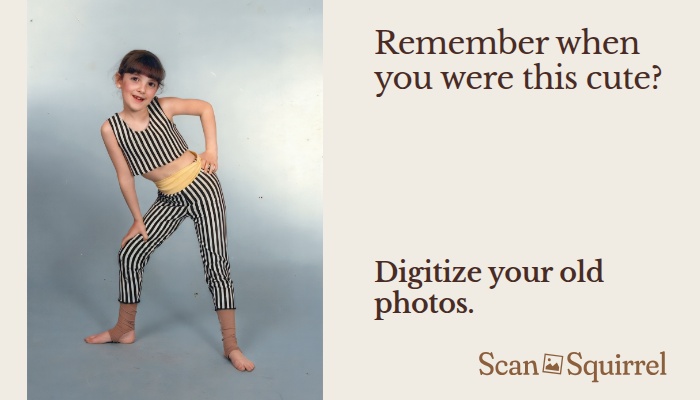 Remember when
you were this cute?
Digitize your old
photos.
Scan Squirrel